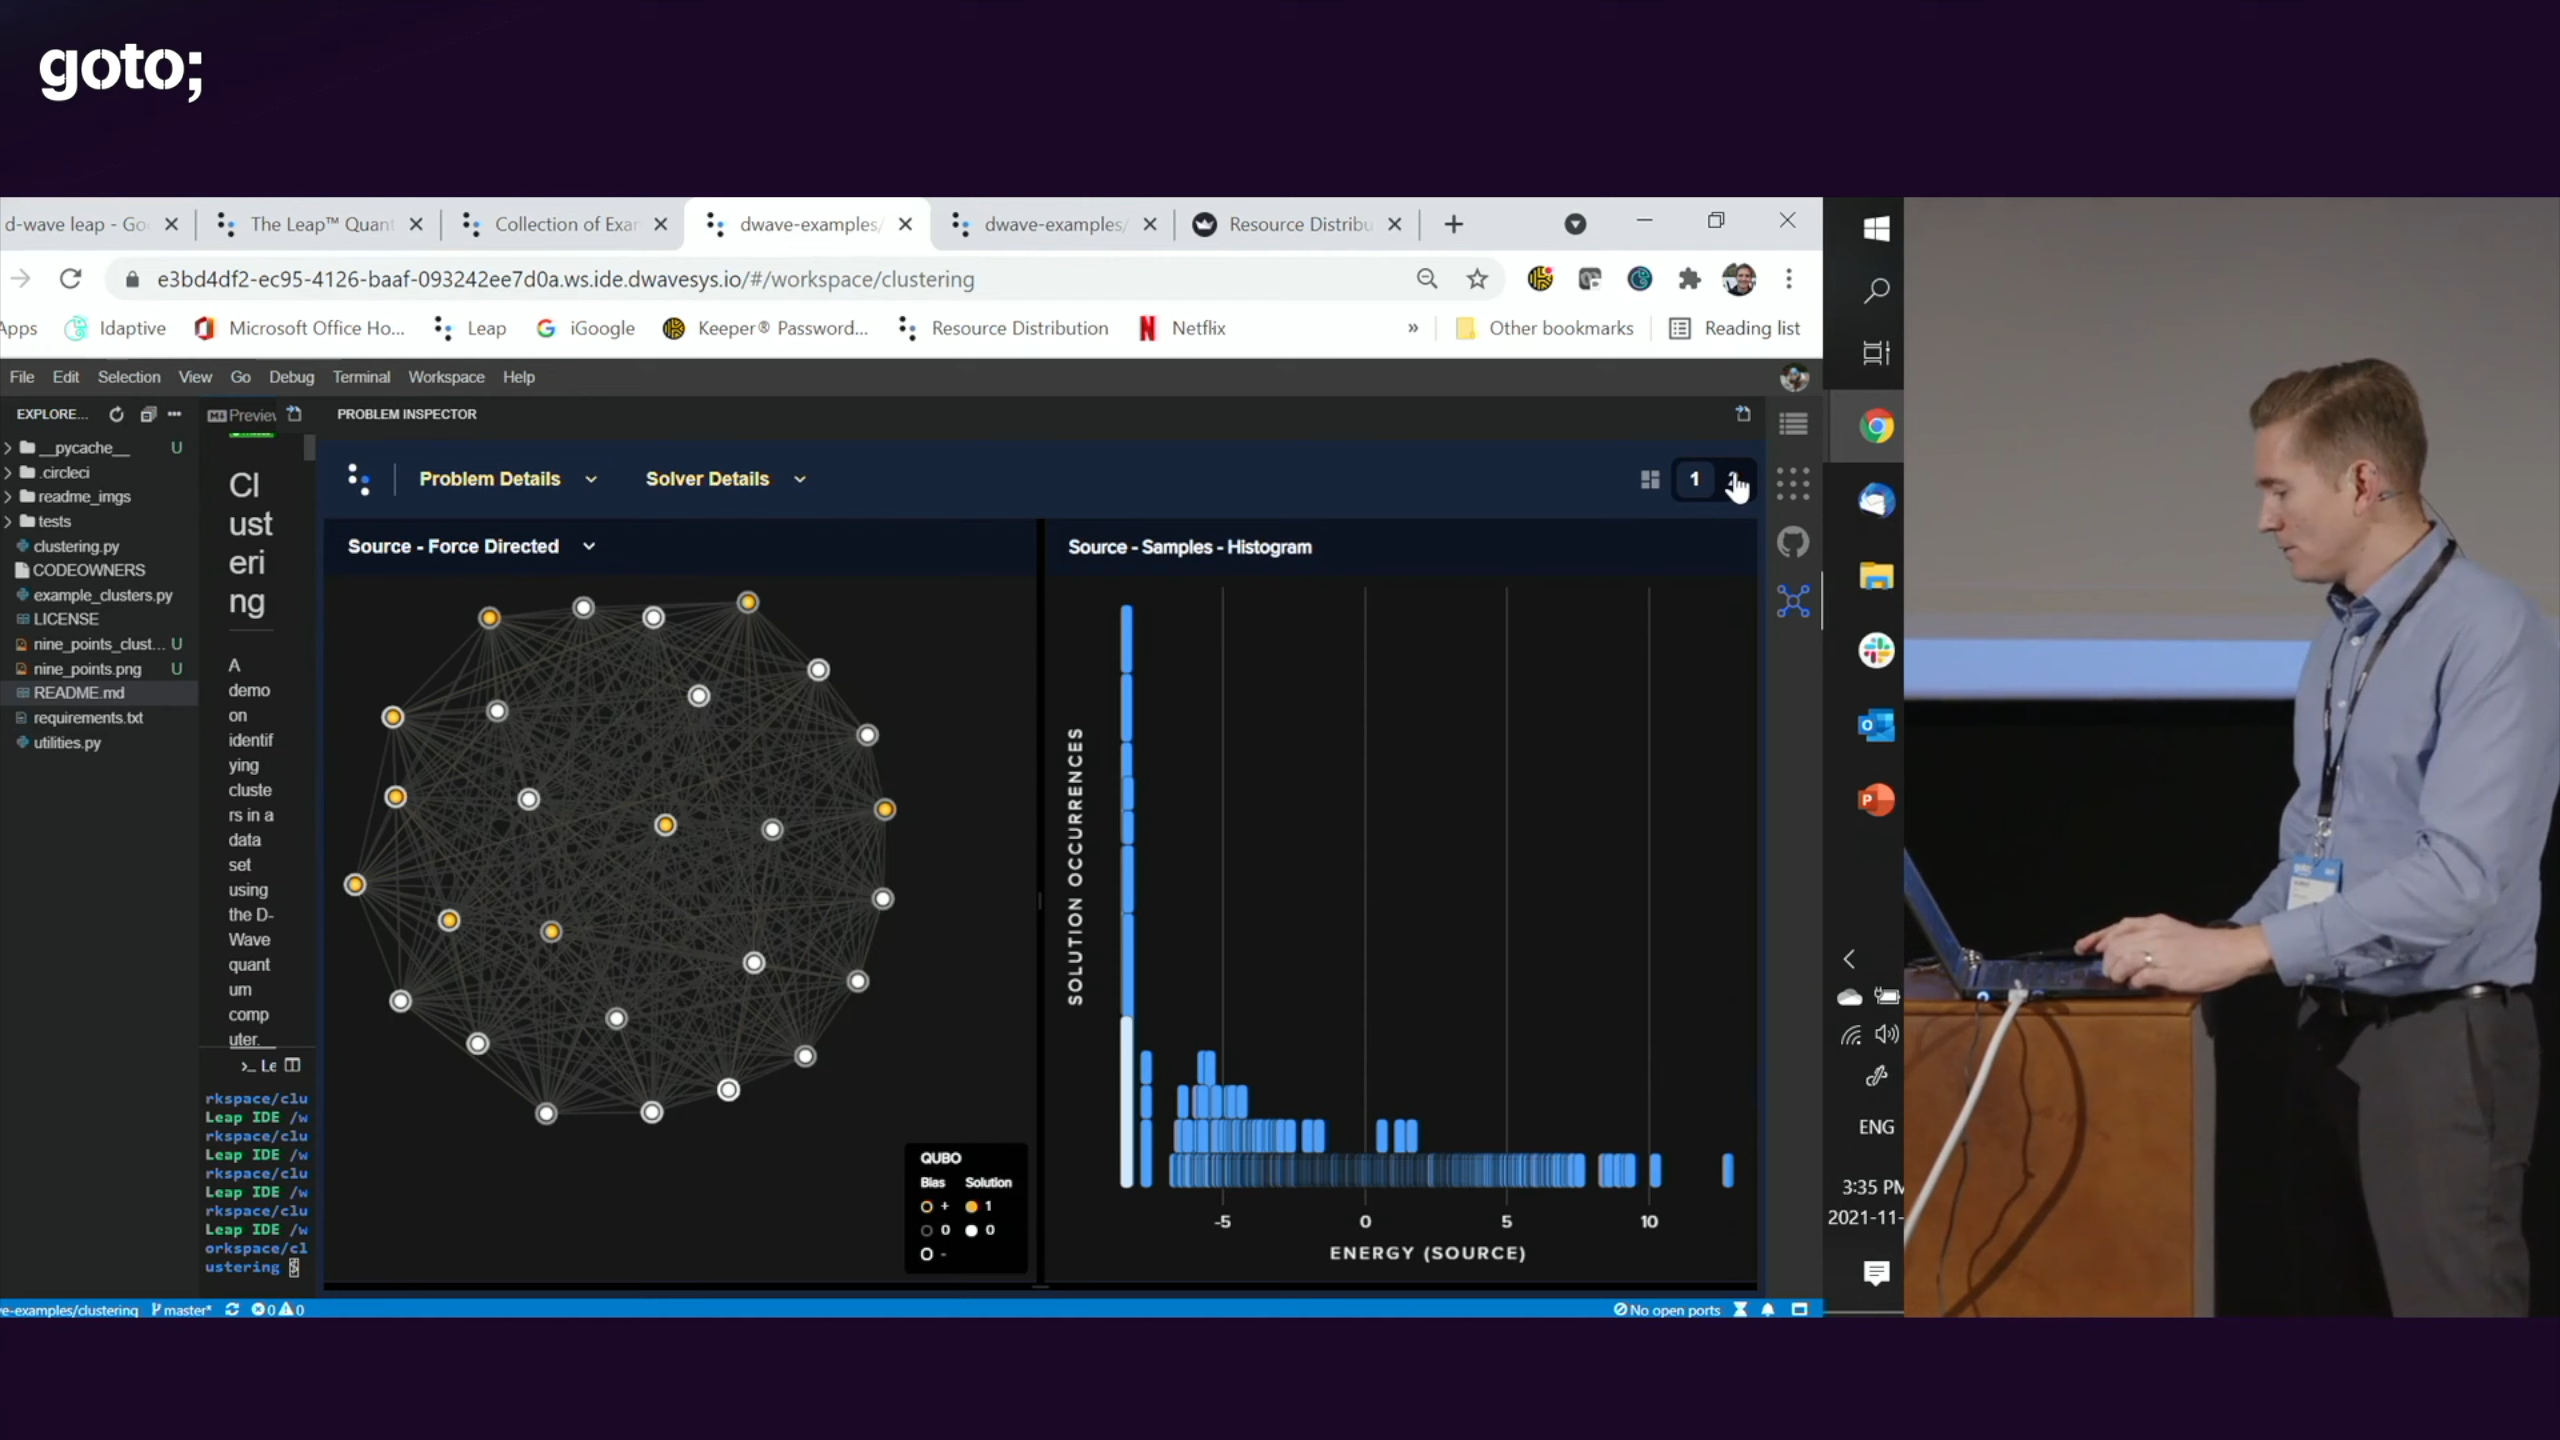 goto;
d-wave leap - Go
The Leap™ Quant
Collection of Exar
dwave-examples/
dwave-examples/
Resource Distribu
e3bd4df2-ec95-4126-baaf-093242ee7d0a.ws.ide.dwavesys.io/#/workspace/clustering
Apps
Idaptive
Microsoft Office Ho...
Leap
iGoogle
Keeper® Password...
Resource Distribution
Netflix
»
Other bookmarks
Reading list
File Edit Selection View Go Debug Terminal Workspace Help
EXPLORE...
Preview
PROBLEM INSPECTOR
__pycache__ U
.circleci
readme_imgs
tests
clustering.py
CODEOWNERS
example_clusters.py
LICENSE
nine_points_clust... U
nine_points.png U
README.md
requirements.txt
utilities.py
Cl
ust
eri
ng
A
demo
on
identif
ying
cluste
rs in a
data
set
using
the D-
Wave
quant
um
comp
uter.
>_ Le
rkspace/clu
Leap IDE /w
rkspace/clu
Leap IDE /w
rkspace/clu
Leap IDE /w
rkspace/clu
Leap IDE /w
orkspace/cl
ustering $
Problem Details
Solver Details
1
Source - Force Directed
QUBO
Bias Solution
+ 1
0 0
-
Source - Samples - Histogram
SOLUTION OCCURRENCES
-5 0 5 10
ENERGY (SOURCE)
ve-examples/clustering master* 0 0
No open ports
ENG
3:35 PM
2021-11-